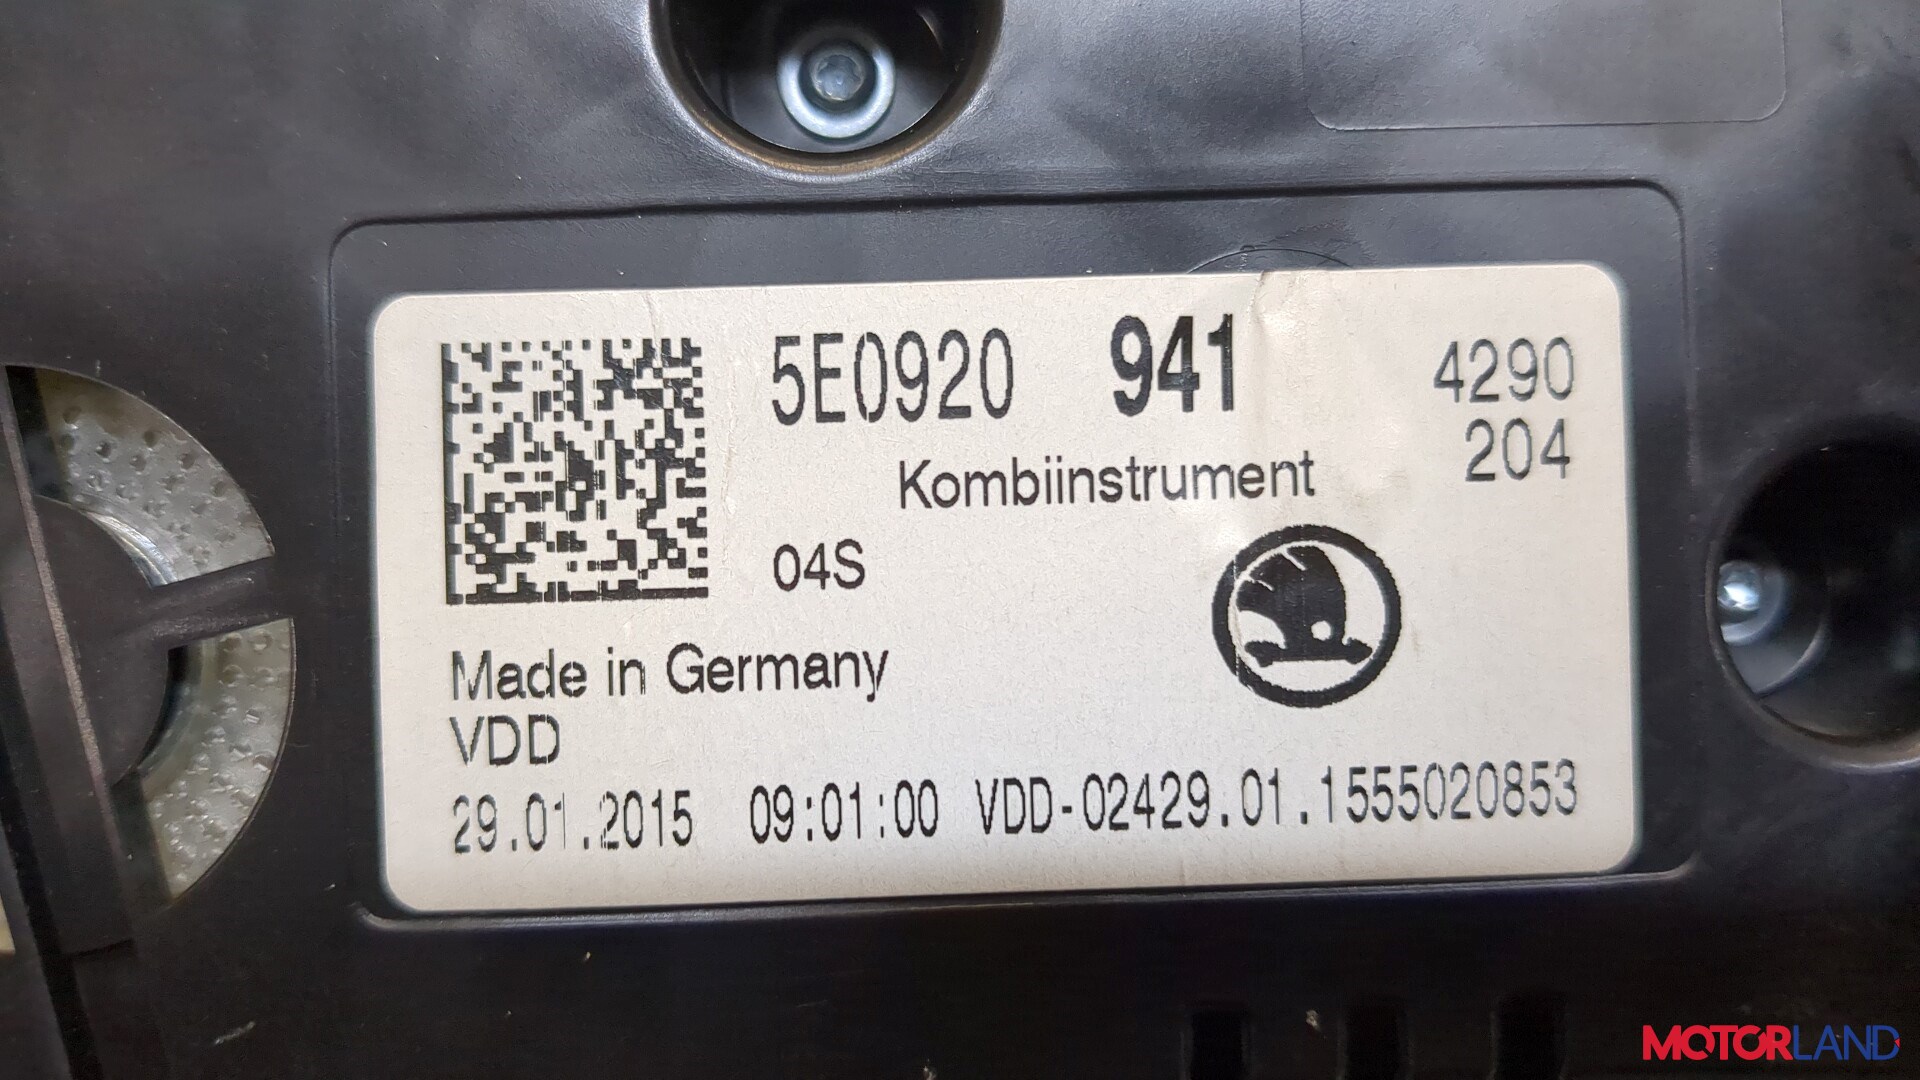 5E0920 941 4290
204
Kombiinstrument
04S
Made in Germany
VDD
29.01.2015 09:01:00 VDD-02429.01.1555020853
MOTORLAND